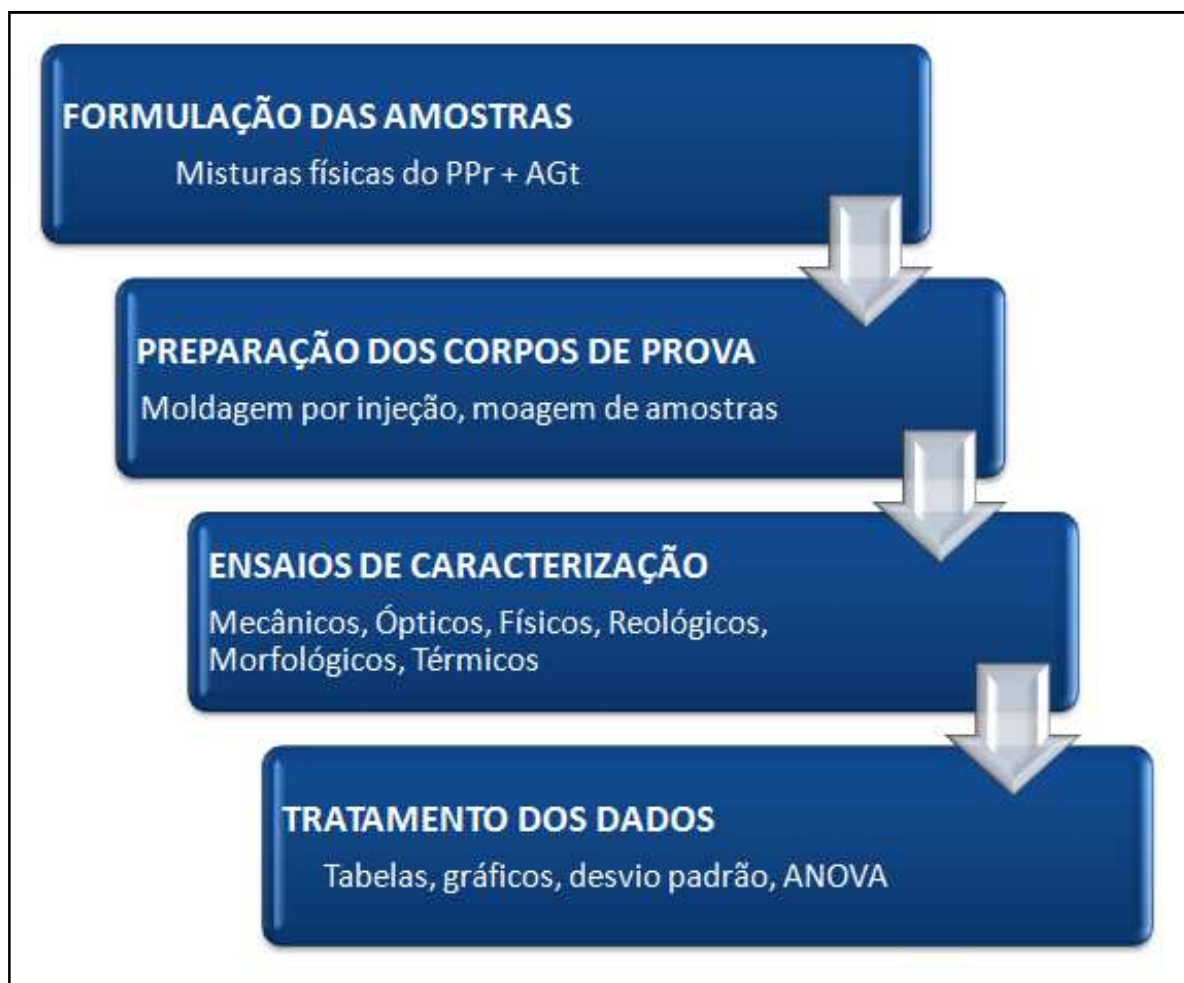 FORMULAÇÃO DAS AMOSTRAS
Misturas físicas do PPr + AGt
PREPARAÇÃO DOS CORPOS DE PROVA
Moldagem por injeção, moagem de amostras
ENSAIOS DE CARACTERIZAÇÃO
Mecânicos, Ópticos, Físicos, Reológicos,
Morfológicos, Térmicos
TRATAMENTO DOS DADOS
Tabelas, gráficos, desvio padrão, ANOVA